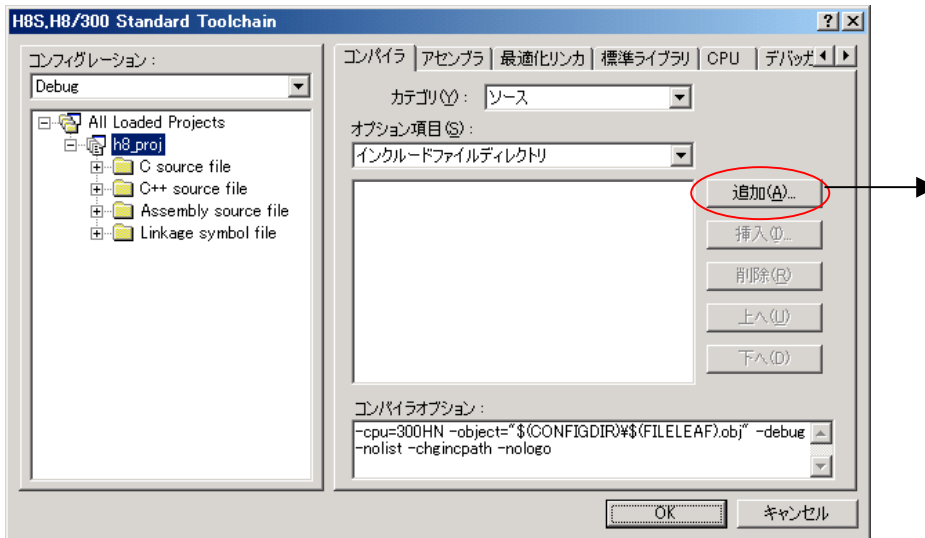 H8S,H8/300 Standard Toolchain
コンフィグレーション :
Debug
All Loaded Projects
h8_proj
C source file
C++ source file
Assembly source file
Linkage symbol file
コンパイラ アセンブラ 最適化リンカ 標準ライブラリ CPU デバッガ
カテゴリ(Y) : ソース
オプション項目(S) :
インクルードファイルディレクトリ
追加(A)...
挿入(I)...
削除(R)
上へ(U)
下へ(D)
コンパイラオプション :
-cpu=300HN -object="$(CONFIGDIR)¥$(FILELEAF).obj" -debug
-nolist -chgincpath -nologo
OK キャンセル